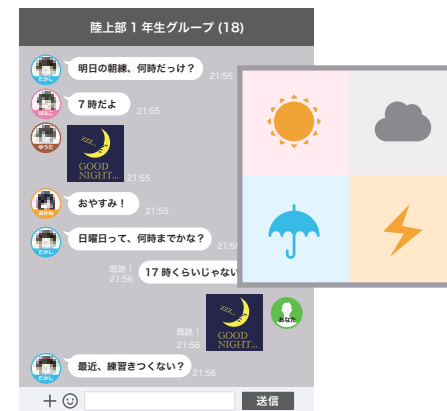 陸上部 1 年生グループ (18)
明日の朝練、何時だっけ？
21:55
たかし
7 時だよ
21:55
はなこ
zzz...
GOOD
NIGHT...
21:55
ゆうた
おやすみ！
21:55
あかね
日曜日って、何時までかな？
21:56
たかし
既読 1
21:56
17 時くらいじゃない
zzz...
GOOD
NIGHT...
既読 1
21:56
あなた
最近、練習きつくない？
21:56
たかし
送信